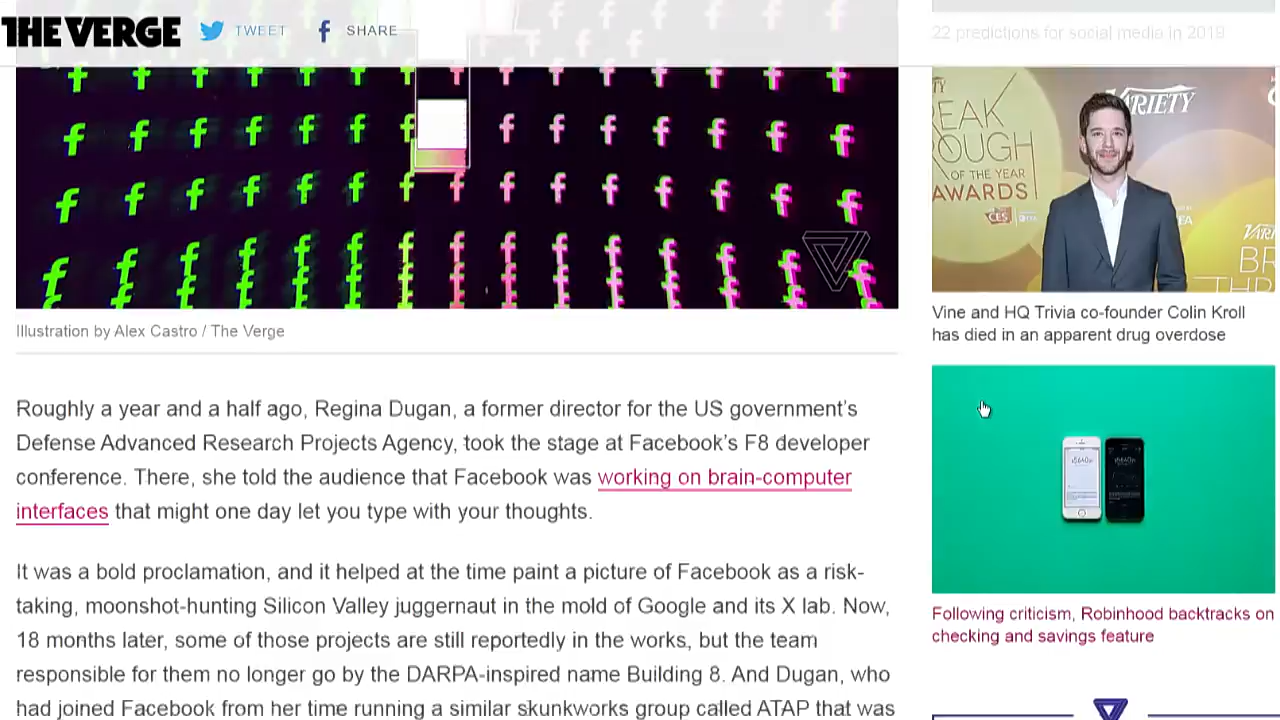 THE VERGE
TWEET
SHARE
Illustration by Alex Castro / The Verge
Roughly a year and a half ago, Regina Dugan, a former director for the US government’s
Defense Advanced Research Projects Agency, took the stage at Facebook’s F8 developer
conference. There, she told the audience that Facebook was working on brain-computer
interfaces that might one day let you type with your thoughts.
It was a bold proclamation, and it helped at the time paint a picture of Facebook as a risk-
taking, moonshot-hunting Silicon Valley juggernaut in the mold of Google and its X lab. Now,
18 months later, some of those projects are still reportedly in the works, but the team
responsible for them no longer go by the DARPA-inspired name Building 8. And Dugan, who
had joined Facebook from her time running a similar skunkworks group called ATAP that was
22 predictions for social media in 2019
VARIETY
REAK
ROUGH
OF THE YEAR
AWARDS
CES
Vine and HQ Trivia co-founder Colin Kroll
has died in an apparent drug overdose
Following criticism, Robinhood backtracks on
checking and savings feature